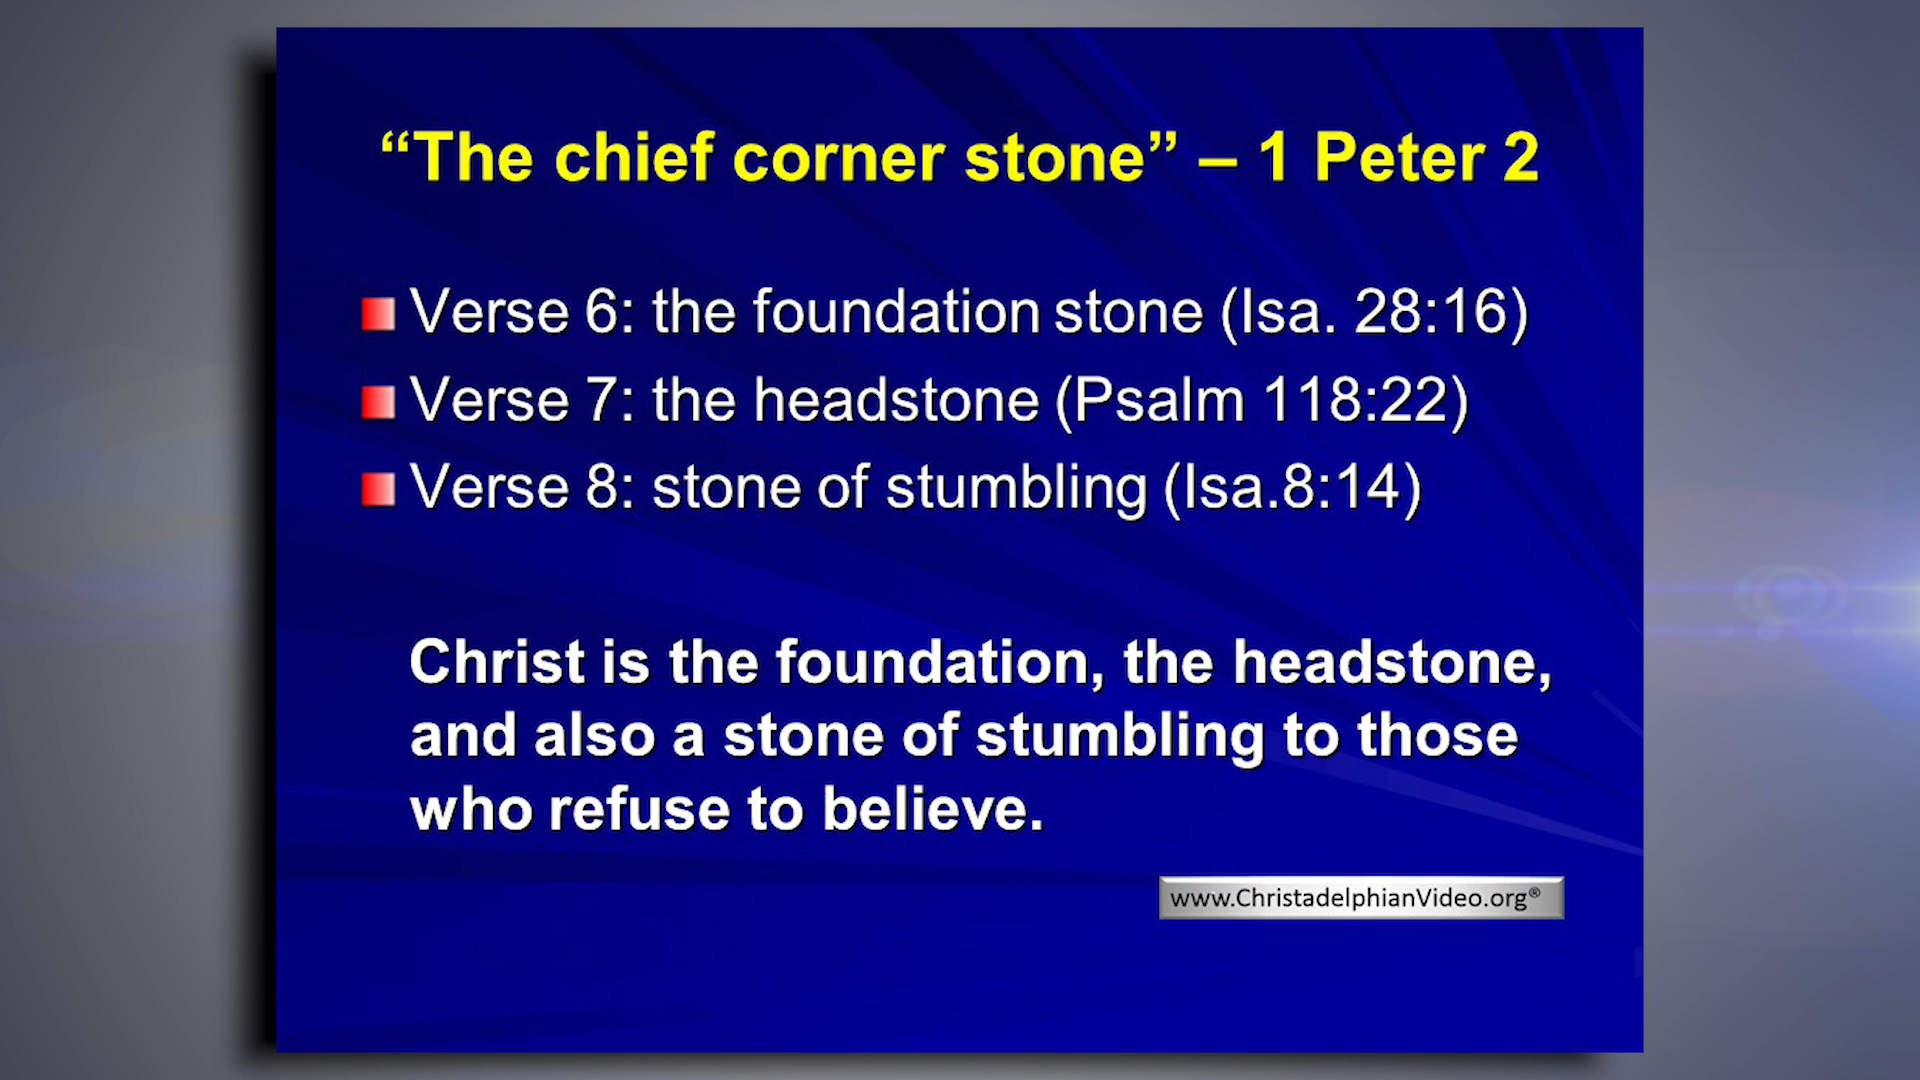 “The chief corner stone” – 1 Peter 2
Verse 6: the foundation stone (Isa. 28:16)
Verse 7: the headstone (Psalm 118:22)
Verse 8: stone of stumbling (Isa.8:14)
Christ is the foundation, the headstone,
and also a stone of stumbling to those
who refuse to believe.
www.ChristadelphianVideo.org®